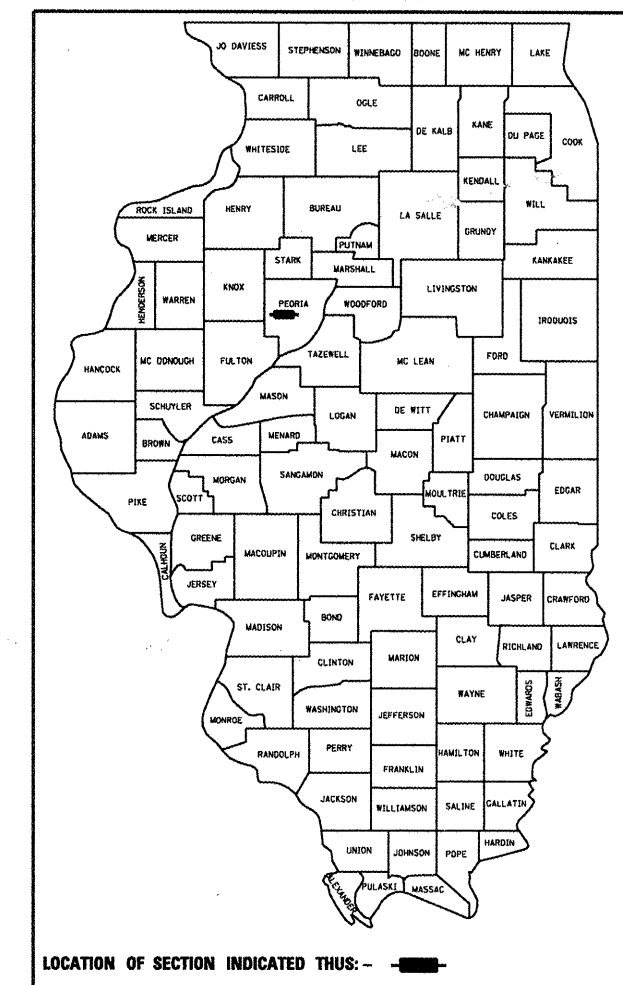 JO DAVIESS STEPHENSON WINNEBAGO BOONE MC HENRY LAKE
CARROLL OGLE DE KALB KANE DU PAGE COOK
WHITESIDE LEE
KENDALL WILL
ROCK ISLAND HENRY BUREAU LA SALLE GRUNDY
MERCER PUTNAM
STARK MARSHALL KANKAKEE
HENDERSON WARREN KNOX PEORIA WOODFORD LIVINGSTON IROQUOIS
HANCOCK MC DONOUGH FULTON TAZEWELL MC LEAN FORD
SCHUYLER MASON LOGAN DE WITT CHAMPAIGN VERMILION
ADAMS BROWN CASS MENARD MACON PIATT
PIKE SCOTT MORGAN SANGAMON CHRISTIAN MOULTRIE DOUGLAS EDGAR
COLES
CALHOUN GREENE MACOUPIN MONTGOMERY SHELBY CUMBERLAND CLARK
JERSEY
MADISON BOND FAYETTE EFFINGHAM JASPER CRAWFORD
CLINTON MARION CLAY RICHLAND LAWRENCE
ST. CLAIR WASHINGTON JEFFERSON WAYNE EDWARDS WABASH
MONROE
RANDOLPH PERRY FRANKLIN HAMILTON WHITE
JACKSON WILLIAMSON SALINE GALLATIN
UNION JOHNSON POPE HARDIN
ALEXANDER PULASKI MASSAC
LOCATION OF SECTION INDICATED THUS: -